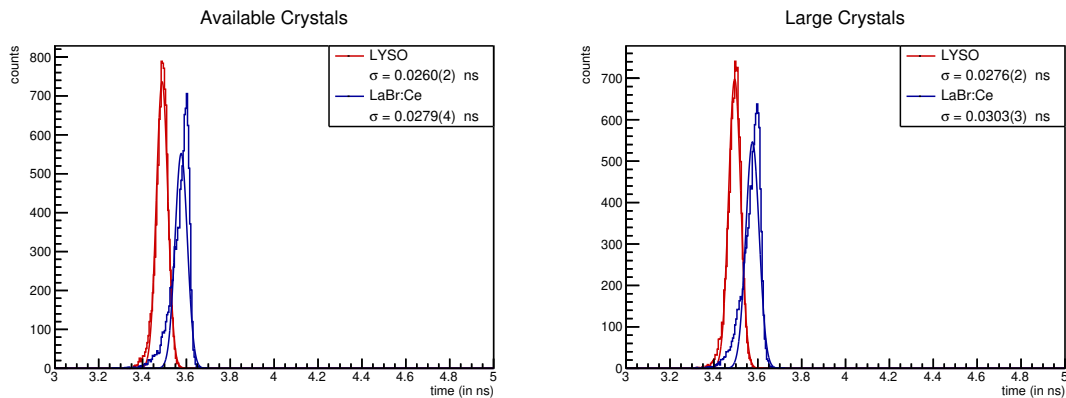 Available Crystals
counts
800
700
600
500
400
300
200
100
0
3
3.2
3.4
3.6
3.8
4
4.2
4.4
4.6
4.8
5
time (in ns)
LYSO
σ = 0.0260(2) ns
LaBr:Ce
σ = 0.0279(4) ns
Large Crystals
counts
700
600
500
400
300
200
100
0
3
3.2
3.4
3.6
3.8
4
4.2
4.4
4.6
4.8
5
time (in ns)
LYSO
σ = 0.0276(2) ns
LaBr:Ce
σ = 0.0303(3) ns